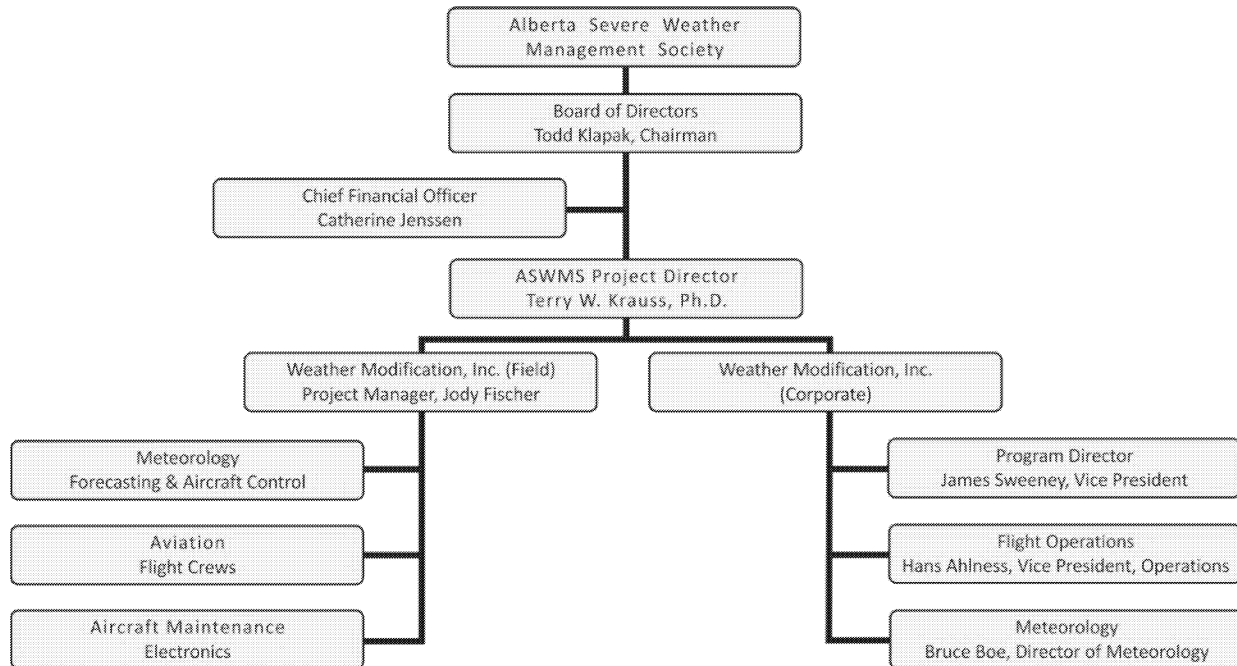 Alberta Severe Weather
Management Society
Board of Directors
Todd Klapak, Chairman
Chief Financial Officer
Catherine Jenssen
ASWMS Project Director
Terry W. Krauss, Ph.D.
Weather Modification, Inc. (Field)
Project Manager, Jody Fischer
Weather Modification, Inc.
(Corporate)
Meteorology
Forecasting & Aircraft Control
Aviation
Flight Crews
Aircraft Maintenance
Electronics
Program Director
James Sweeney, Vice President
Flight Operations
Hans Ahlness, Vice President, Operations
Meteorology
Bruce Boe, Director of Meteorology